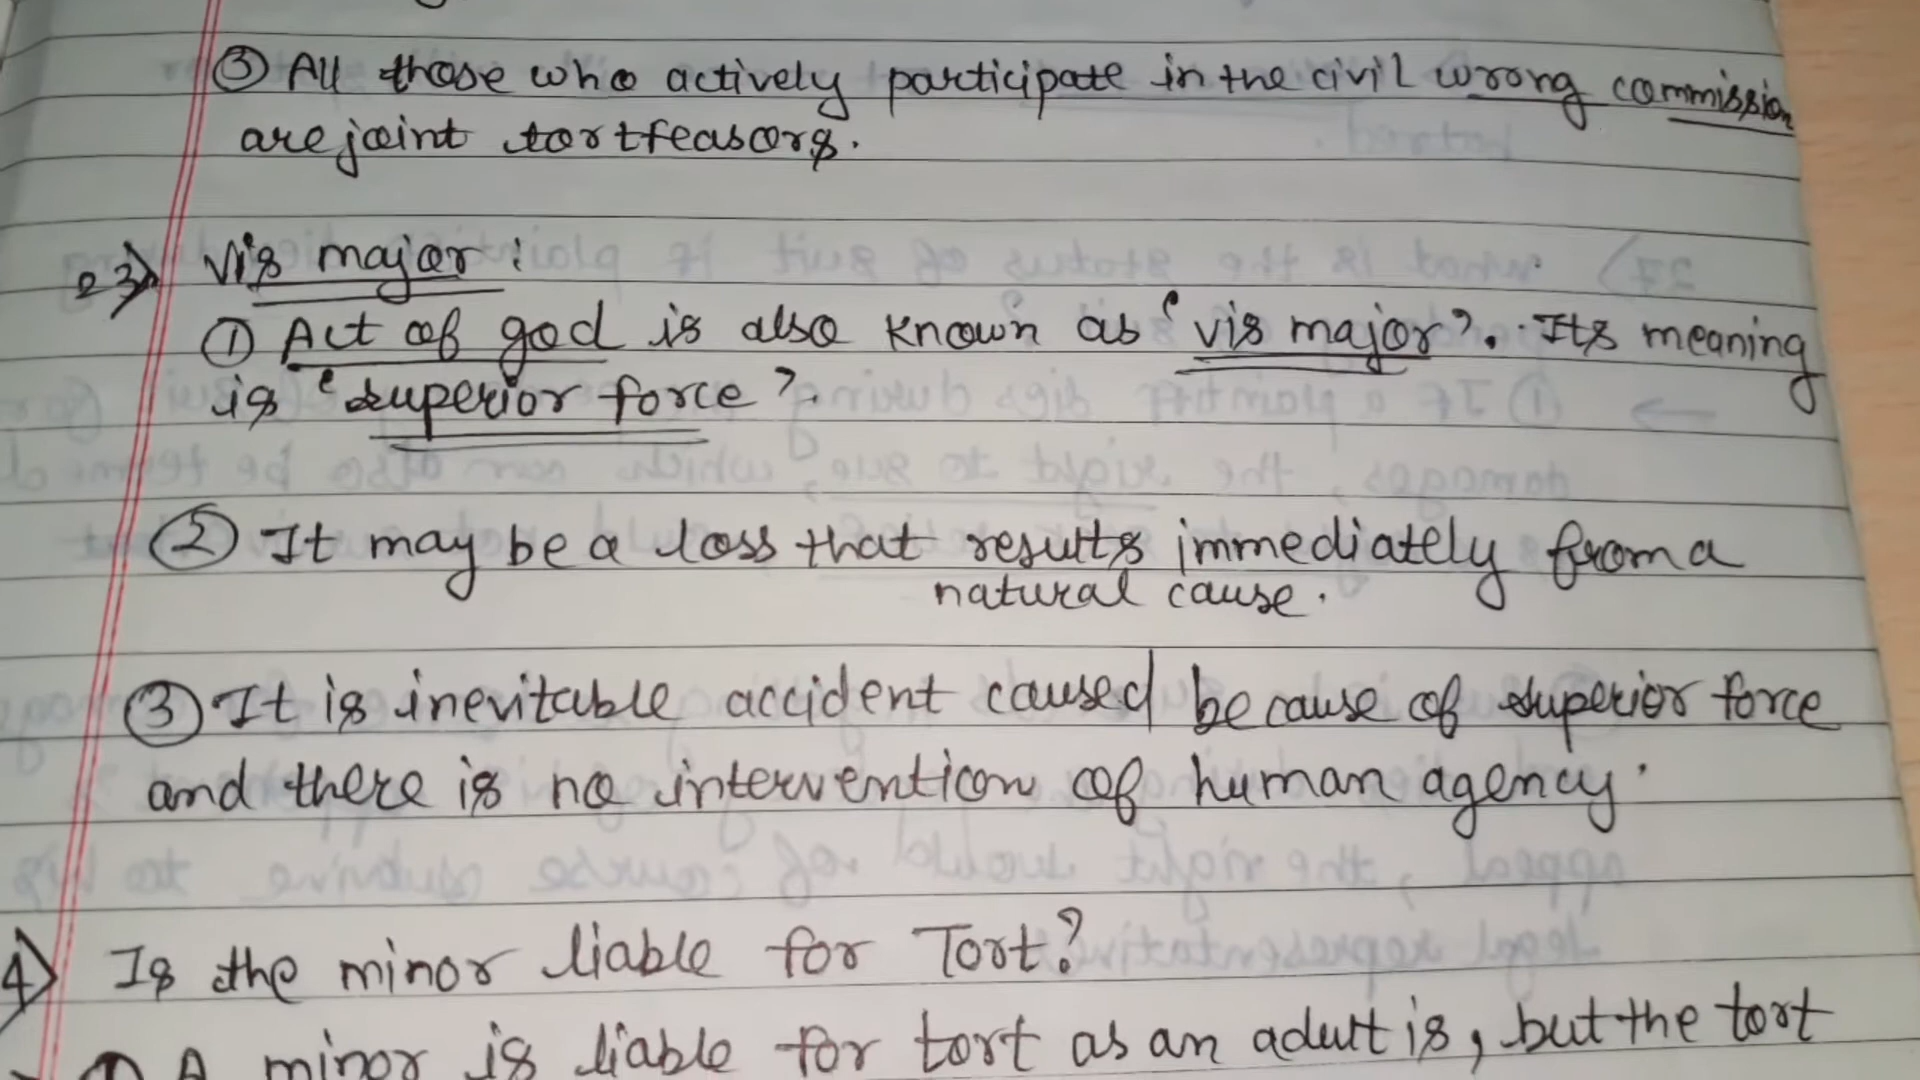 ③ All those who actively participate in the civil wrong commission
are joint tortfeasors.
23) Vis major :
① Act of god is also known as 'vis major'. Its meaning
is 'superior force'.
② It may be a loss that results immediately from a
natural cause.
③ It is inevitable accident caused because of superior force
and there is no intervention of human agency.
4) Is the minor liable for Tort?
① A minor is liable for tort as an adult is, but the tort